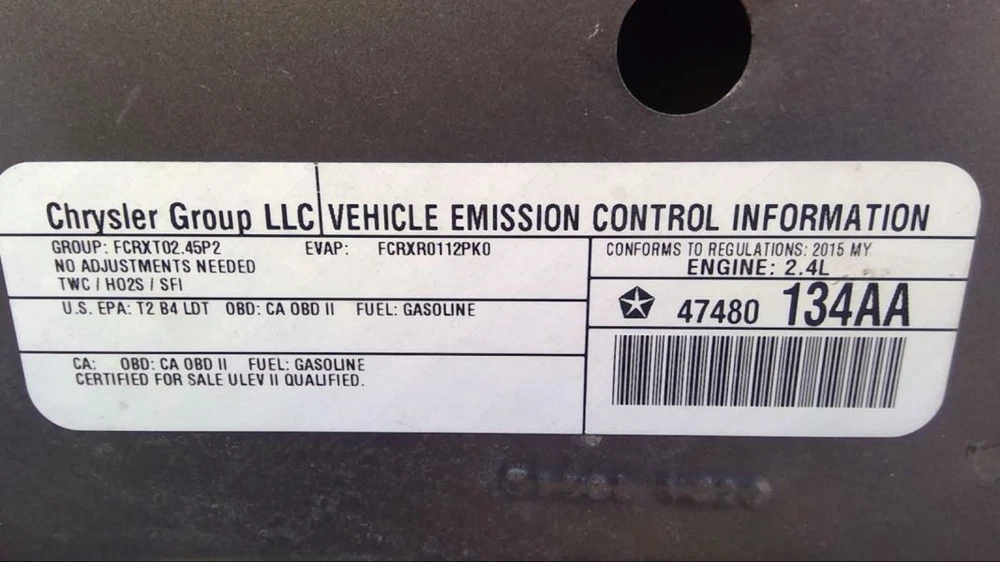 Chrysler Group LLC VEHICLE EMISSION CONTROL INFORMATION
GROUP: FCRXT02.45P2 EVAP: FCRXR0112PK0
NO ADJUSTMENTS NEEDED
TWC / HO2S / SFI
U.S. EPA: T2 B4 LDT OBD: CA OBD II FUEL: GASOLINE
CA: OBD: CA OBD II FUEL: GASOLINE
CERTIFIED FOR SALE ULEV II QUALIFIED.
CONFORMS TO REGULATIONS: 2015 MY
ENGINE: 2.4L
47480 134AA